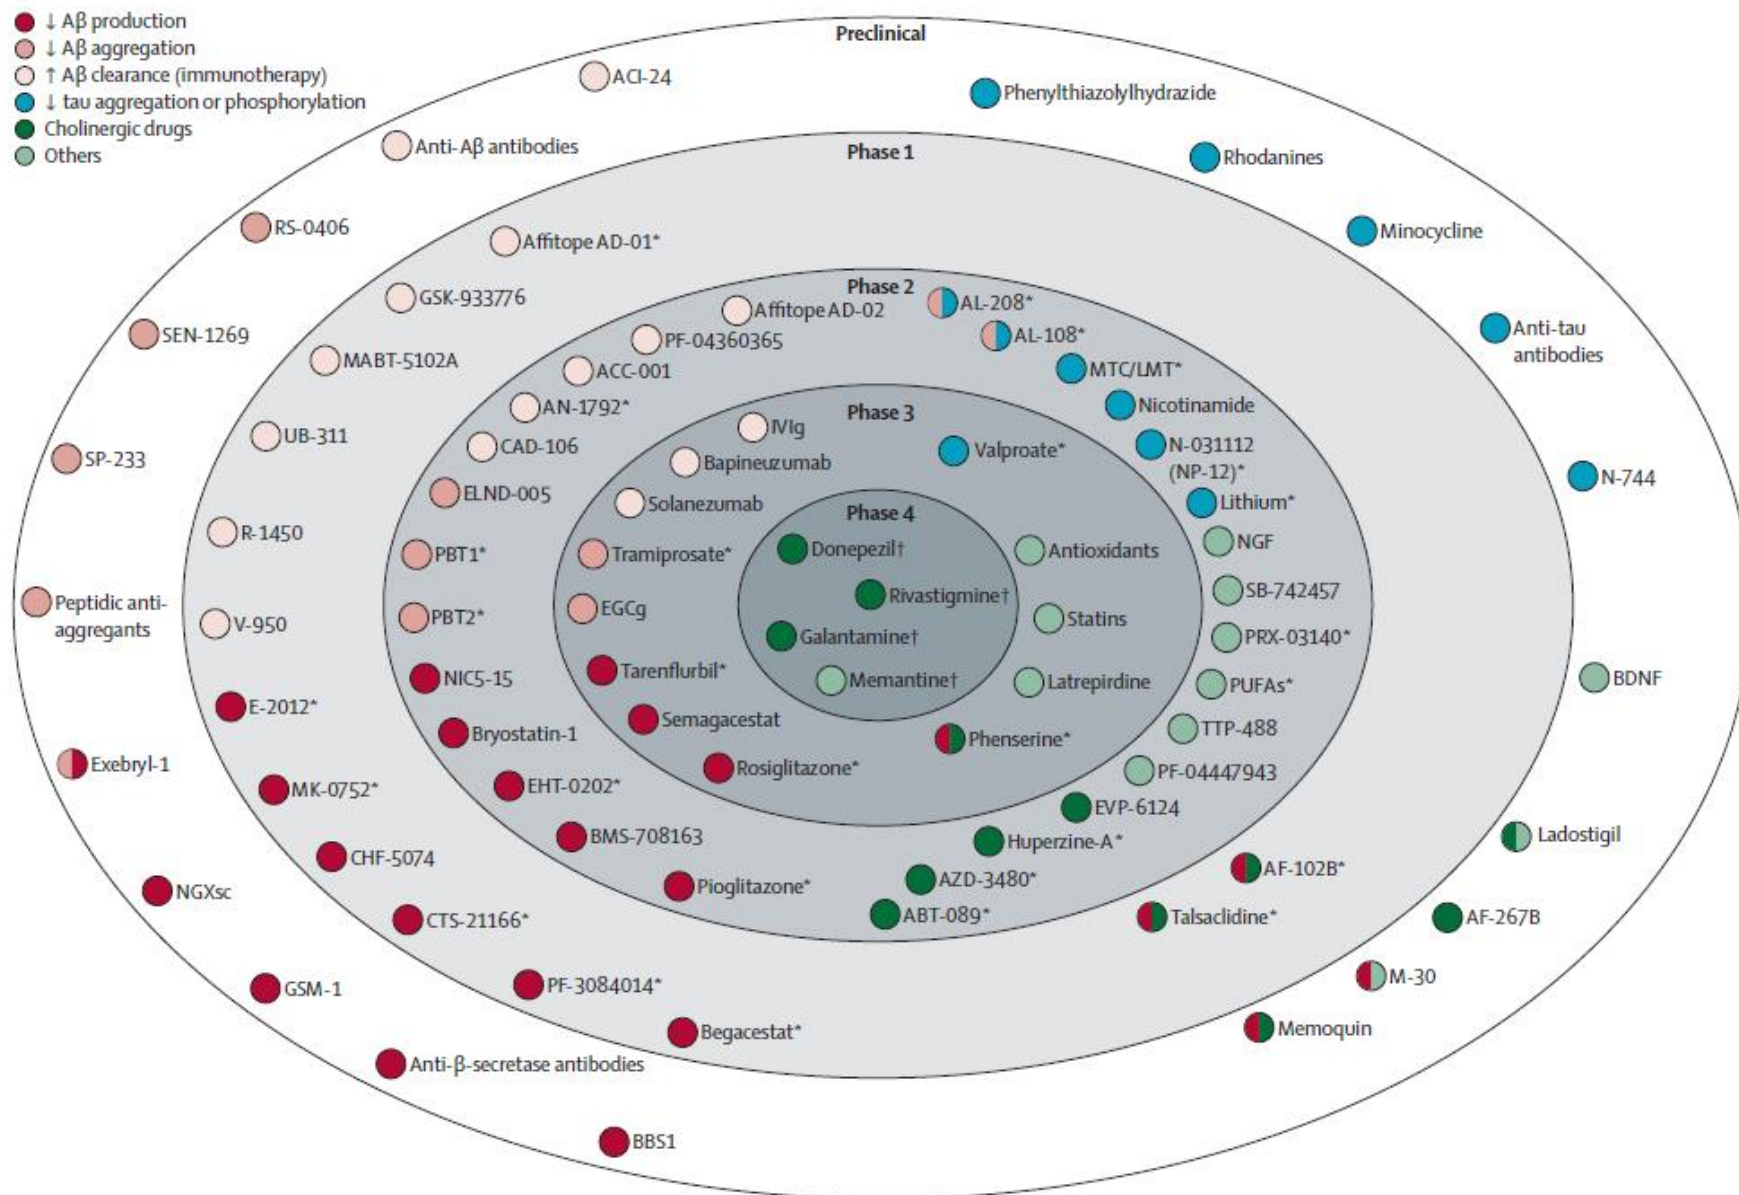 ↓ Aβ production
↓ Aβ aggregation
↑ Aβ clearance (immunotherapy)
↓ tau aggregation or phosphorylation
Cholinergic drugs
Others
Preclinical
ACI-24
Phenylthiazolylhydrazide
Anti-Aβ antibodies
Rhodanines
RS-0406
Minocycline
SEN-1269
Anti-tau
antibodies
SP-233
N-744
Peptidic anti-
aggregants
BDNF
Exebryl-1
Ladostigil
NGXsc
AF-267B
GSM-1
M-30
Memoquin
Anti-β-secretase antibodies
BBS1
Phase 1
Affitope AD-01*
GSK-933776
MABT-5102A
UB-311
R-1450
V-950
E-2012*
MK-0752*
CHF-5074
CTS-21166*
PF-3084014*
Begacestat*
AF-102B*
Talsaclidine*
Phase 2
Affitope AD-02
AL-208*
PF-04360365
AL-108*
ACC-001
MTC/LMT*
AN-1792*
Nicotinamide
CAD-106
N-031112
(NP-12)*
ELND-005
Lithium*
PBT1*
NGF
PBT2*
SB-742457
NIC5-15
PRX-03140*
Bryostatin-1
PUFAs*
EHT-0202*
TTP-488
BMS-708163
PF-04447943
Pioglitazone*
EVP-6124
Huperzine-A*
AZD-3480*
ABT-089*
Phase 3
IVIg
Bapineuzumab
Valproate*
Solanezumab
Tramiprosate*
Antioxidants
EGCg
Statins
Tarenflurbil*
Latrepirdine
Semagacestat
Phenserine*
Rosiglitazone*
Phase 4
Donepezil†
Rivastigmine†
Galantamine†
Memantine†